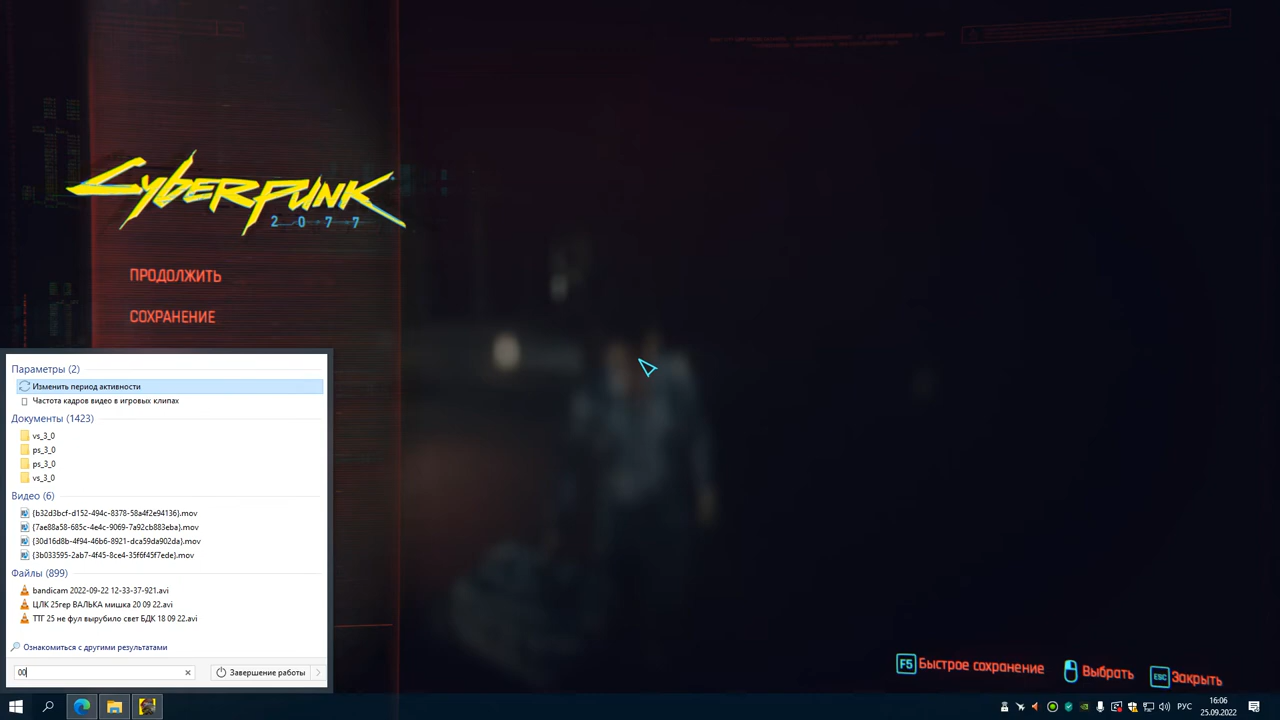 CYBERPUNK
2077
ПРОДОЛЖИТЬ
СОХРАНЕНИЕ
Параметры (2)
Изменить период активности
Частота кадров видео в игровых клипах
Документы (1423)
vs_3_0
ps_3_0
ps_3_0
vs_3_0
Видео (6)
{b32d3bcf-d152-494c-8378-58a4f2e94136}.mov
{7ae88a58-685c-4e4c-9069-7a92cb883eba}.mov
{30d16d8b-4f94-46b6-8921-dca59da902da}.mov
{3b033595-2ab7-4f45-8ce4-35f6f45f7ede}.mov
Файлы (899)
bandicam 2022-09-22 12-33-37-921.avi
ЦЛК 25гер ВАЛЬКА мишка 20 09 22.avi
ТТГ 25 не фул вырубило свет БДК 18 09 22.avi
Ознакомиться с другими результатами
00
Завершение работы
F5 Быстрое сохранение
Выбрать
ESC Закрыть
РУС
16:06
25.09.2022